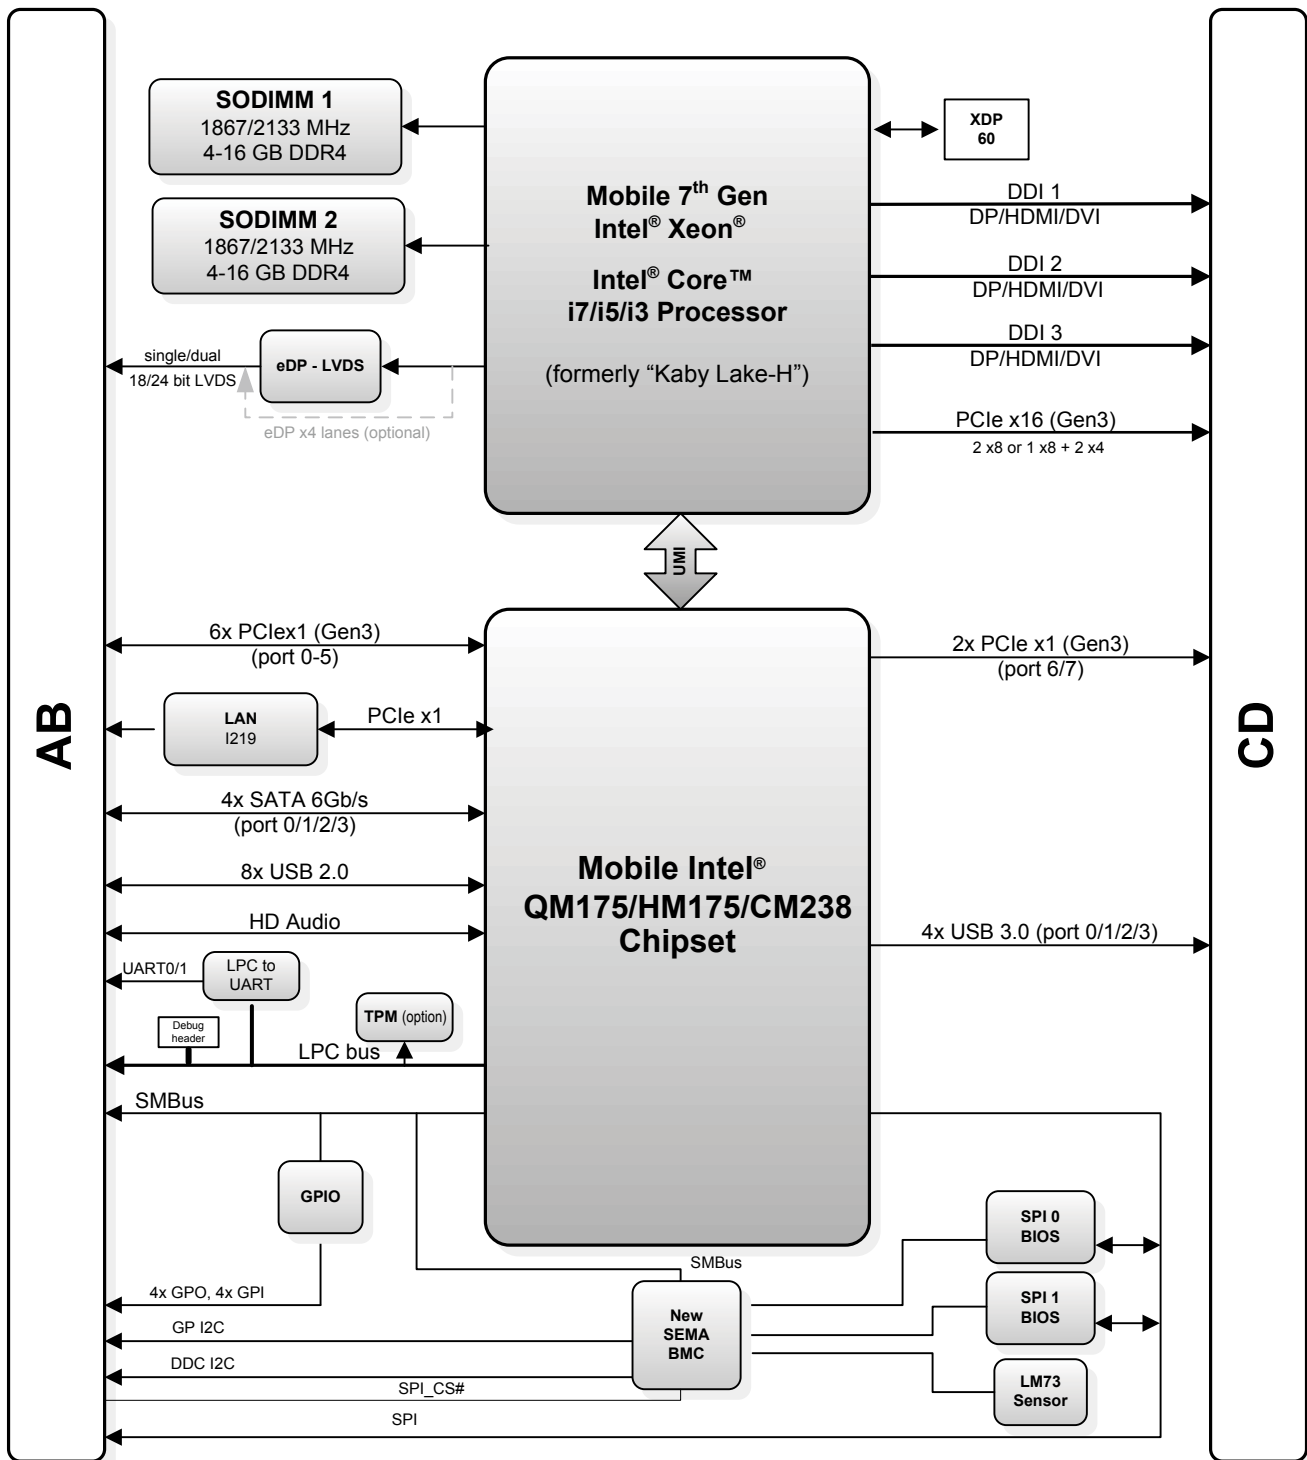 AB
CD
SODIMM 1
1867/2133 MHz
4-16 GB DDR4
SODIMM 2
1867/2133 MHz
4-16 GB DDR4
single/dual
18/24 bit LVDS
eDP - LVDS
eDP x4 lanes (optional)
Mobile 7th Gen
Intel® Xeon®
Intel® Core™
i7/i5/i3 Processor
(formerly “Kaby Lake-H”)
XDP
60
DDI 1
DP/HDMI/DVI
DDI 2
DP/HDMI/DVI
DDI 3
DP/HDMI/DVI
PCIe x16 (Gen3)
2 x8 or 1 x8 + 2 x4
UMI
6x PCIex1 (Gen3)
(port 0-5)
LAN
I219
PCIe x1
4x SATA 6Gb/s
(port 0/1/2/3)
8x USB 2.0
HD Audio
UART0/1
LPC to
UART
Debug
header
TPM (option)
LPC bus
SMBus
Mobile Intel®
QM175/HM175/CM238
Chipset
2x PCIe x1 (Gen3)
(port 6/7)
4x USB 3.0 (port 0/1/2/3)
GPIO
4x GPO, 4x GPI
GP I2C
DDC I2C
SPI_CS#
SPI
SMBus
New
SEMA
BMC
SPI 0
BIOS
SPI 1
BIOS
LM73
Sensor